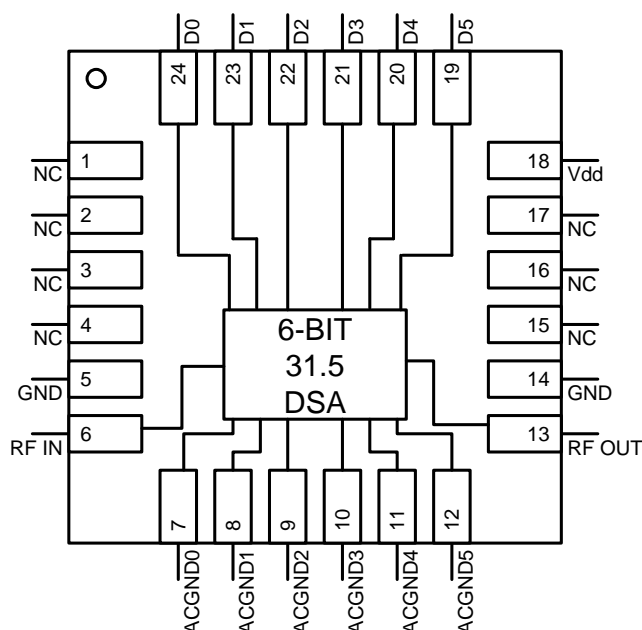 D0
D1
D2
D3
D4
D5
24
23
22
21
20
19
1
NC
2
NC
3
NC
4
NC
5
GND
6
RF IN
18
Vdd
17
NC
16
NC
15
NC
14
GND
13
RF OUT
6-BIT
31.5
DSA
7
8
9
10
11
12
ACGND0
ACGND1
ACGND2
ACGND3
ACGND4
ACGND5